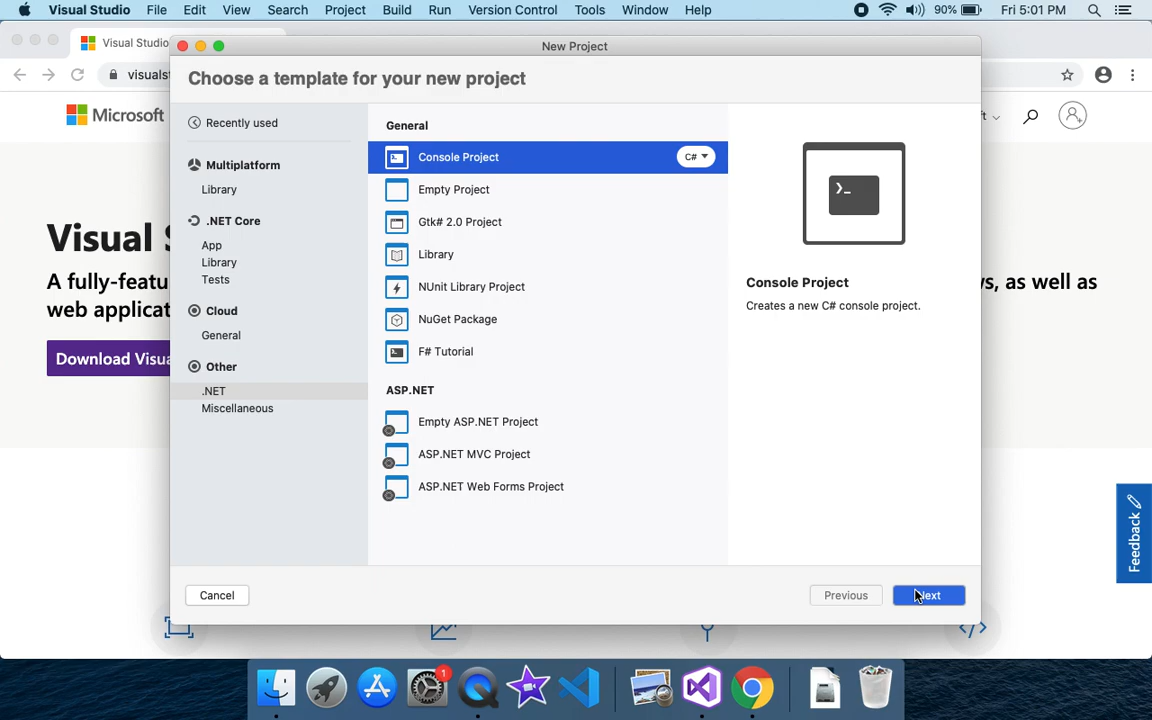 Visual Studio File Edit View Search Project Build Run Version Control Tools Window Help 90% Fri 5:01 PM
Visual Studio
New Project
visuals
Choose a template for your new project
Microsoft
Recently used
Multiplatform
Library
.NET Core
App
Library
Tests
Cloud
General
Other
.NET
Miscellaneous
General
Console Project C#
Empty Project
Gtk# 2.0 Project
Library
NUnit Library Project
NuGet Package
F# Tutorial
ASP.NET
Empty ASP.NET Project
ASP.NET MVC Project
ASP.NET Web Forms Project
Console Project
Creates a new C# console project.
Visual
A fully-featu
s, as well as
web applicat
Download Visua
Feedback
Cancel Previous Next
1